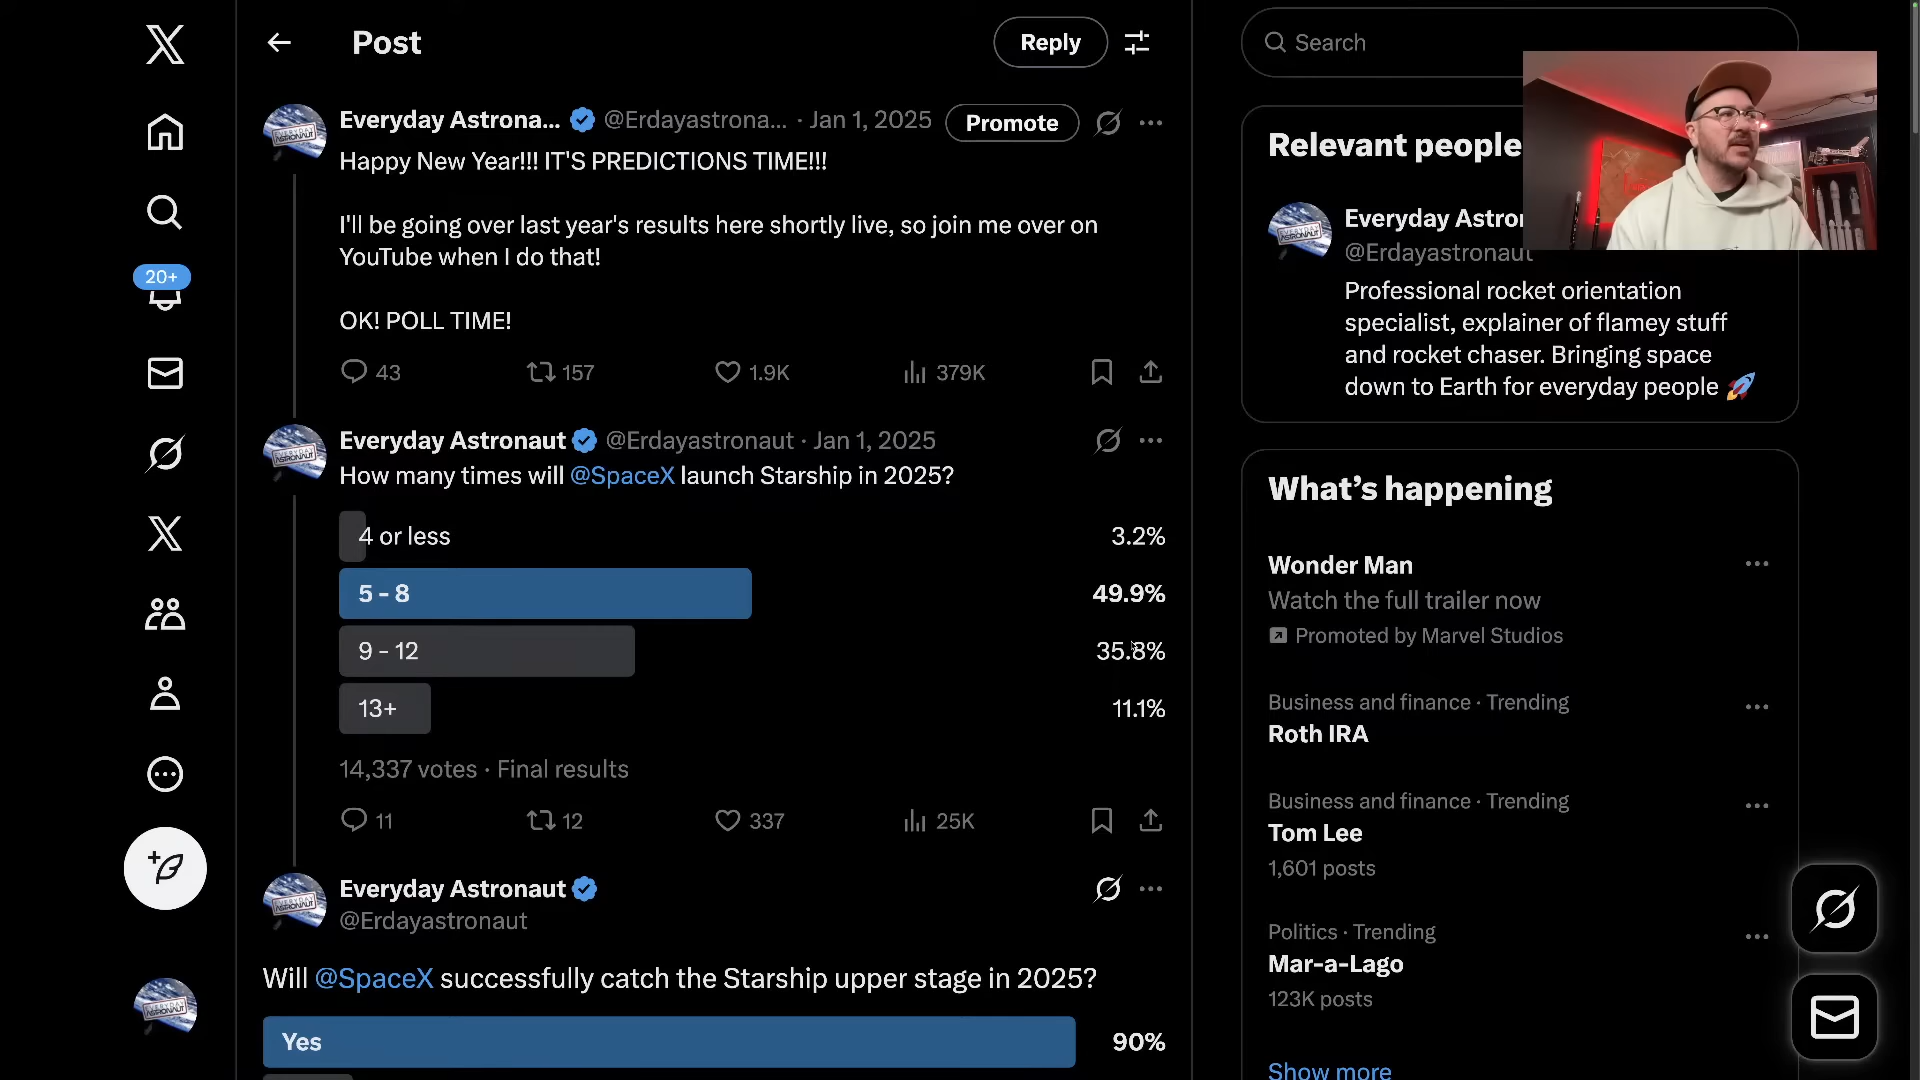 Post
Reply
Search
Everyday Astrona... @Erdayastrona... · Jan 1, 2025
Promote
Happy New Year!!! IT'S PREDICTIONS TIME!!!
I'll be going over last year's results here shortly live, so join me over on
YouTube when I do that!
OK! POLL TIME!
43 157 1.9K 379K
Everyday Astronaut @Erdayastronaut · Jan 1, 2025
How many times will @SpaceX launch Starship in 2025?
4 or less 3.2%
5 - 8 49.9%
9 - 12 35.8%
13+ 11.1%
14,337 votes · Final results
11 12 337 25K
Everyday Astronaut
@Erdayastronaut
Will @SpaceX successfully catch the Starship upper stage in 2025?
Yes 90%
20+
Relevant people
Everyday Astro
@Erdayastronaut
Professional rocket orientation
specialist, explainer of flamey stuff
and rocket chaser. Bringing space
down to Earth for everyday people 🚀
What's happening
Wonder Man
Watch the full trailer now
Promoted by Marvel Studios
Business and finance · Trending
Roth IRA
Business and finance · Trending
Tom Lee
1,601 posts
Politics · Trending
Mar-a-Lago
123K posts
Show more